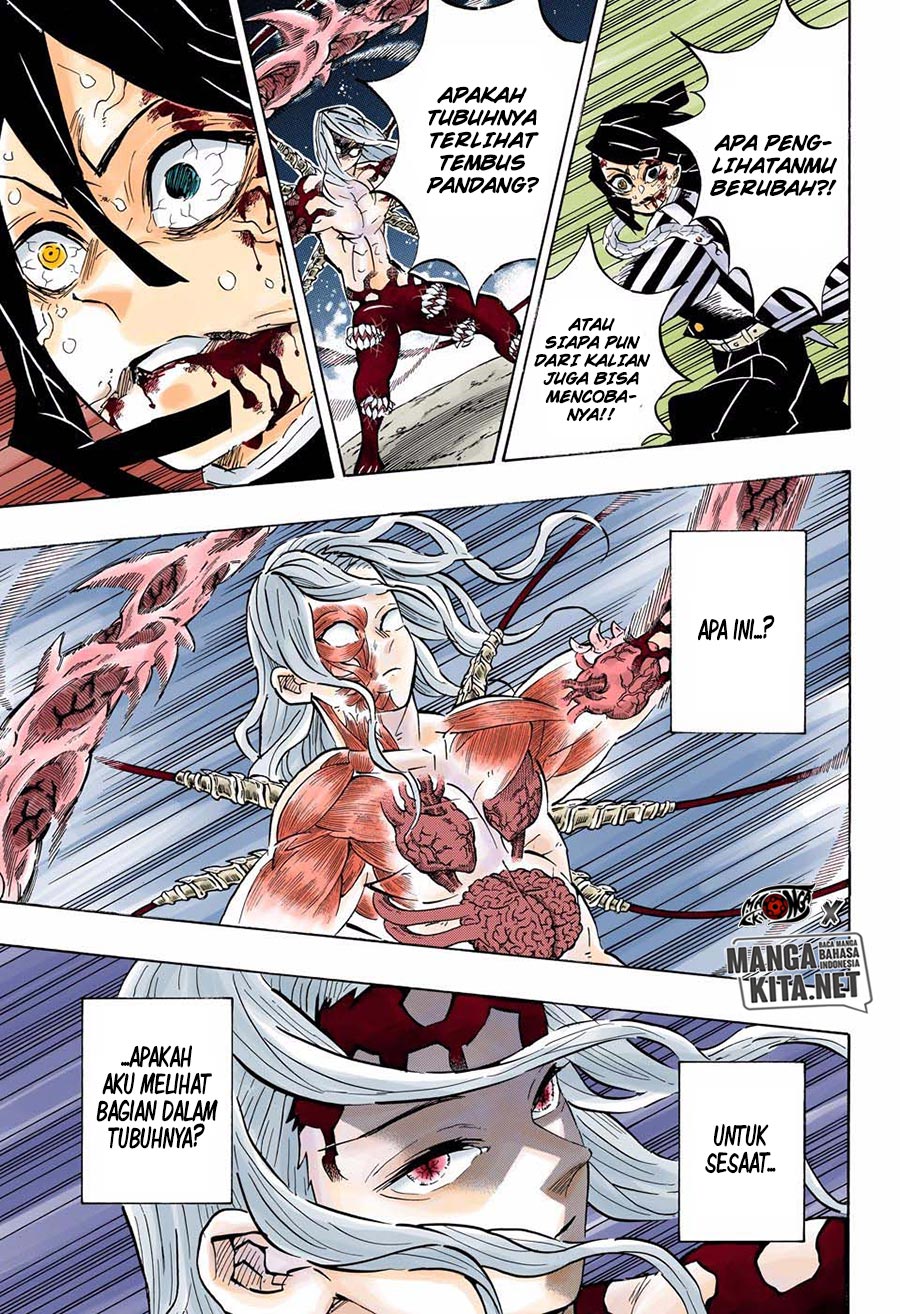 APA PENG-
LIHATANMU
BERUBAH?!
ATAU
SIAPA PUN
DARI KALIAN
JUGA BISA
MENCOBA-
NYA!!
APAKAH
TUBUHNYA
TERLIHAT
TEMBUS
PANDANG?
APA INI...?
UNTUK
SESAAT...
...APAKAH
AKU MELIHAT
BAGIAN DALAM
TUBUHNYA?
X
MANGA
BACA MANGA
BAHASA
INDONESIA
KITA.NET